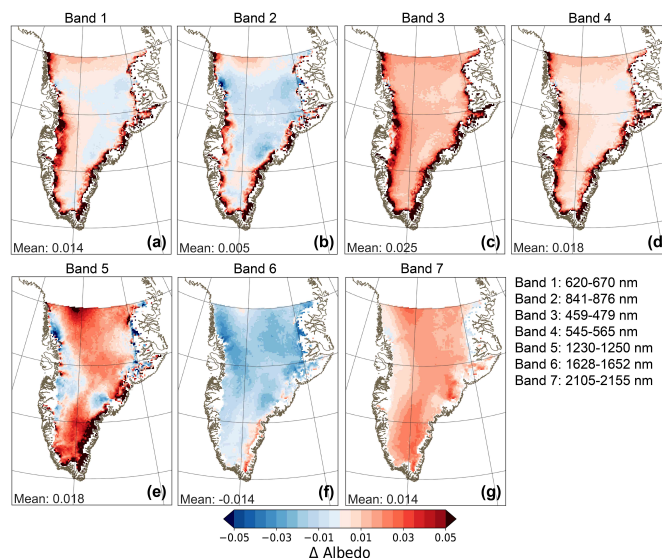 Band 1
Band 2
Band 3
Band 4
(a)
(b)
(c)
(d)
Mean: 0.014
Mean: 0.005
Mean: 0.025
Mean: 0.018
Band 5
Band 6
Band 7
Band 1: 620-670 nm
Band 2: 841-876 nm
Band 3: 459-479 nm
Band 4: 545-565 nm
Band 5: 1230-1250 nm
Band 6: 1628-1652 nm
Band 7: 2105-2155 nm
(e)
(f)
(g)
Mean: 0.018
Mean: -0.014
Mean: 0.014
−0.05 −0.03 −0.01 0.01 0.03 0.05
Δ Albedo